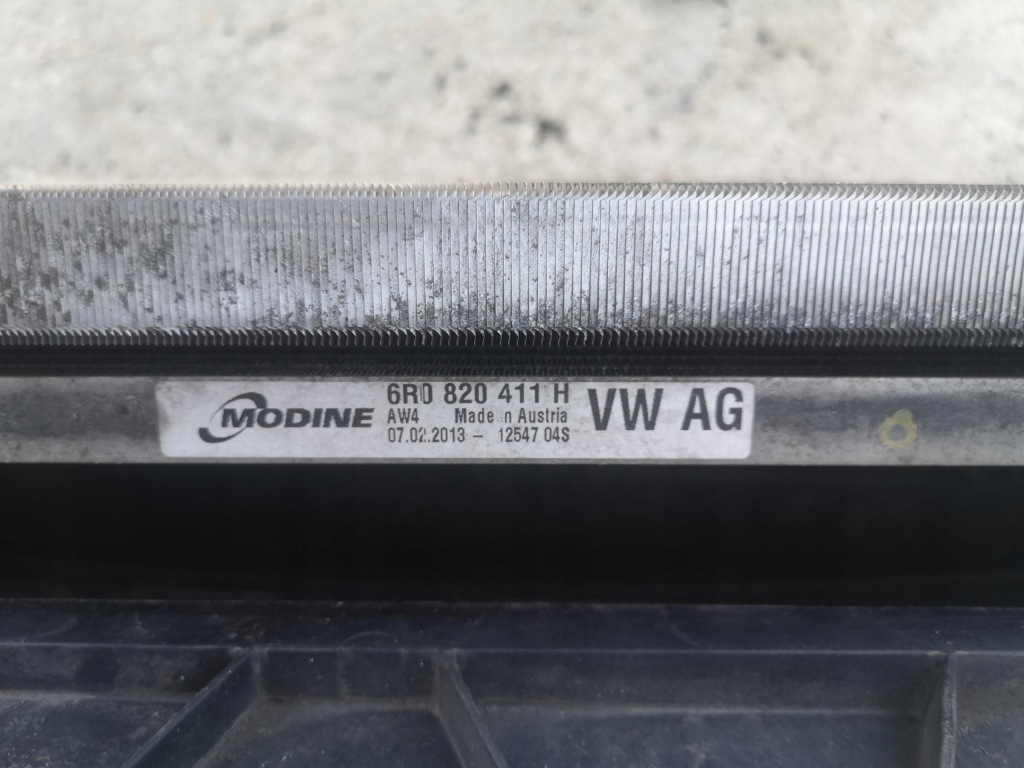 MODINE
6R0 820 411 H
AW4 Made in Austria
07.02.2013 - 12547 04S
VW AG